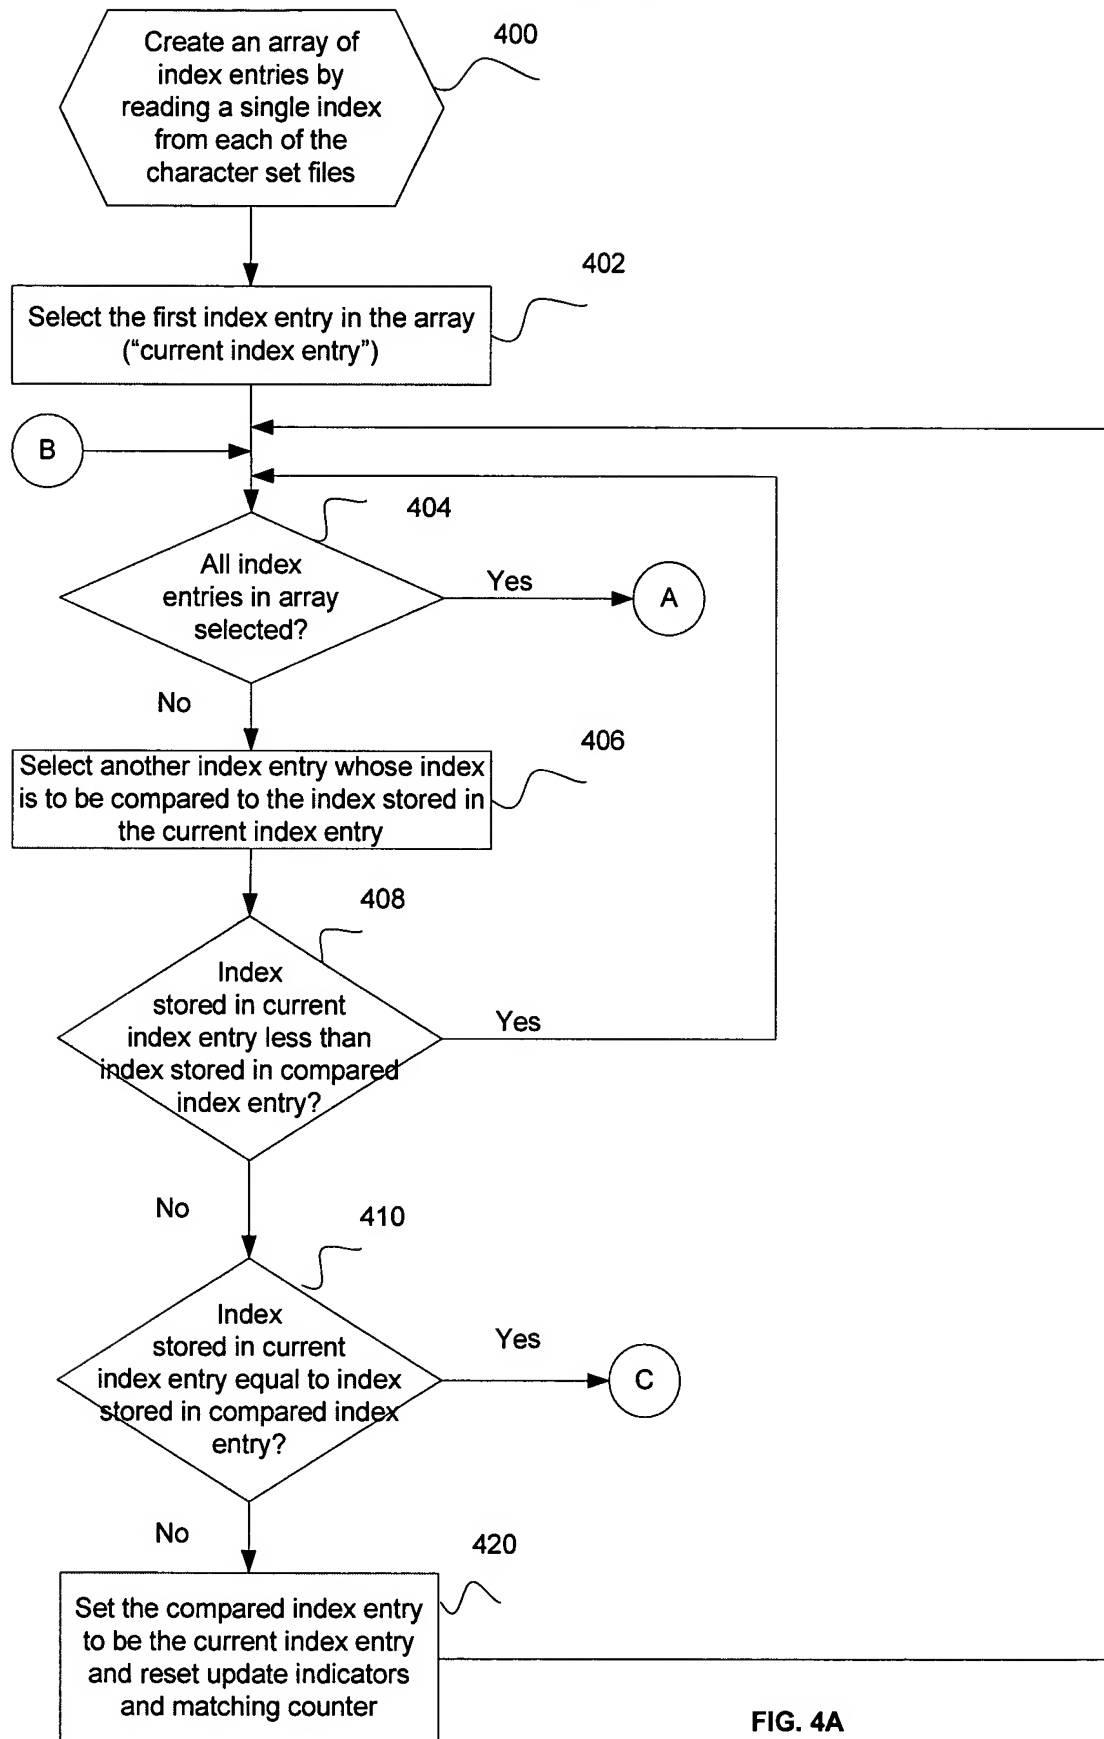 400
Create an array of
index entries by
reading a single index
from each of the
character set files
402
Select the first index entry in the array
(“current index entry”)
B
404
All index
entries in array
selected?
Yes
A
No
406
Select another index entry whose index
is to be compared to the index stored in
the current index entry
408
Index
stored in current
index entry less than
index stored in compared
index entry?
Yes
No
410
Index
stored in current
index entry equal to index
stored in compared index
entry?
Yes
C
No
420
Set the compared index entry
to be the current index entry
and reset update indicators
and matching counter
FIG. 4A